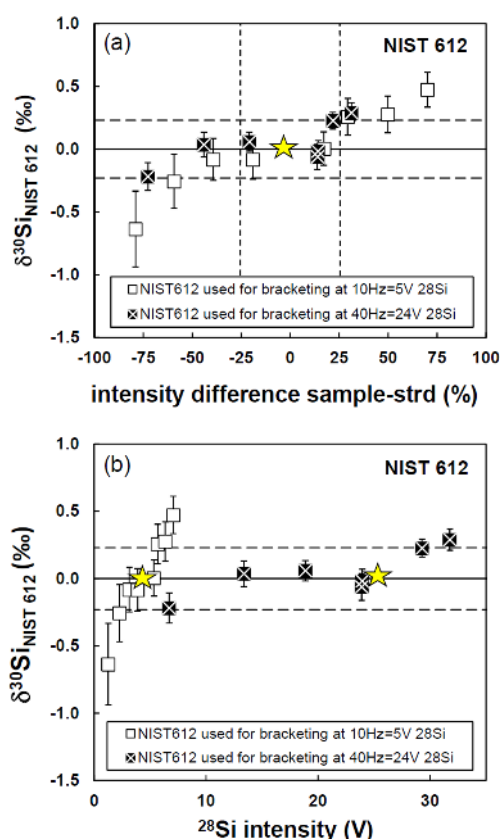 (a)
NIST 612
1.0
0.5
0.0
-0.5
-1.0
-1.5
δ³⁰Si_NIST 612 (‰)
NIST612 used for bracketing at 10Hz=5V 28Si
NIST612 used for bracketing at 40Hz=24V 28Si
-100 -75 -50 -25 0 25 50 75 100
intensity difference sample-strd (%)
(b)
NIST 612
1.0
0.5
0.0
-0.5
-1.0
-1.5
δ³⁰Si_NIST 612 (‰)
NIST612 used for bracketing at 10Hz=5V 28Si
NIST612 used for bracketing at 40Hz=24V 28Si
0 10 20 30
²⁸Si intensity (V)